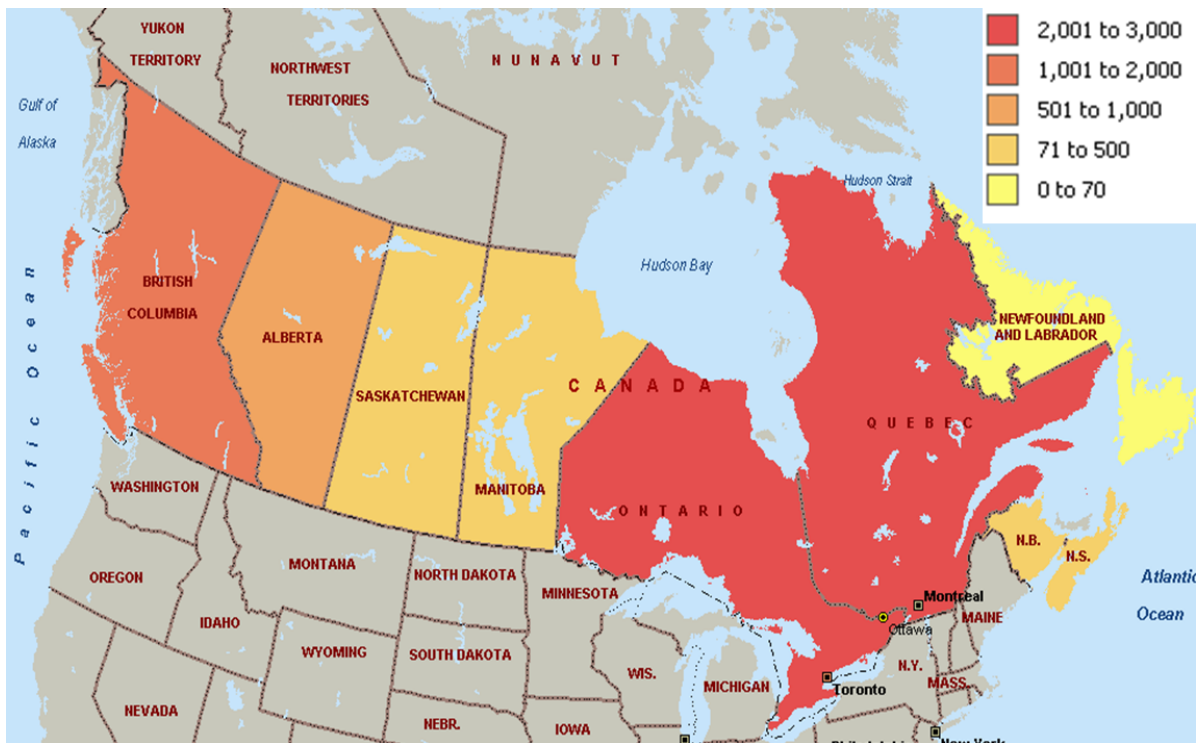 2,001 to 3,000
1,001 to 2,000
501 to 1,000
71 to 500
0 to 70
YUKON
TERRITORY
NORTHWEST
TERRITORIES
NUNAVUT
Gulf of
Alaska
Hudson Strait
Hudson Bay
BRITISH
COLUMBIA
ALBERTA
SASKATCHEWAN
MANITOBA
CANADA
ONTARIO
QUEBEC
NEWFOUNDLAND
AND LABRADOR
Pacific Ocean
N.B.
N.S.
Atlantic
Ocean
WASHINGTON
OREGON
IDAHO
MONTANA
WYOMING
NEVADA
NORTH DAKOTA
SOUTH DAKOTA
NEBR.
MINNESOTA
IOWA
WIS.
MICHIGAN
Montreal
Ottawa
Toronto
MAINE
N.Y.
MASS.
Philadelphia
New York